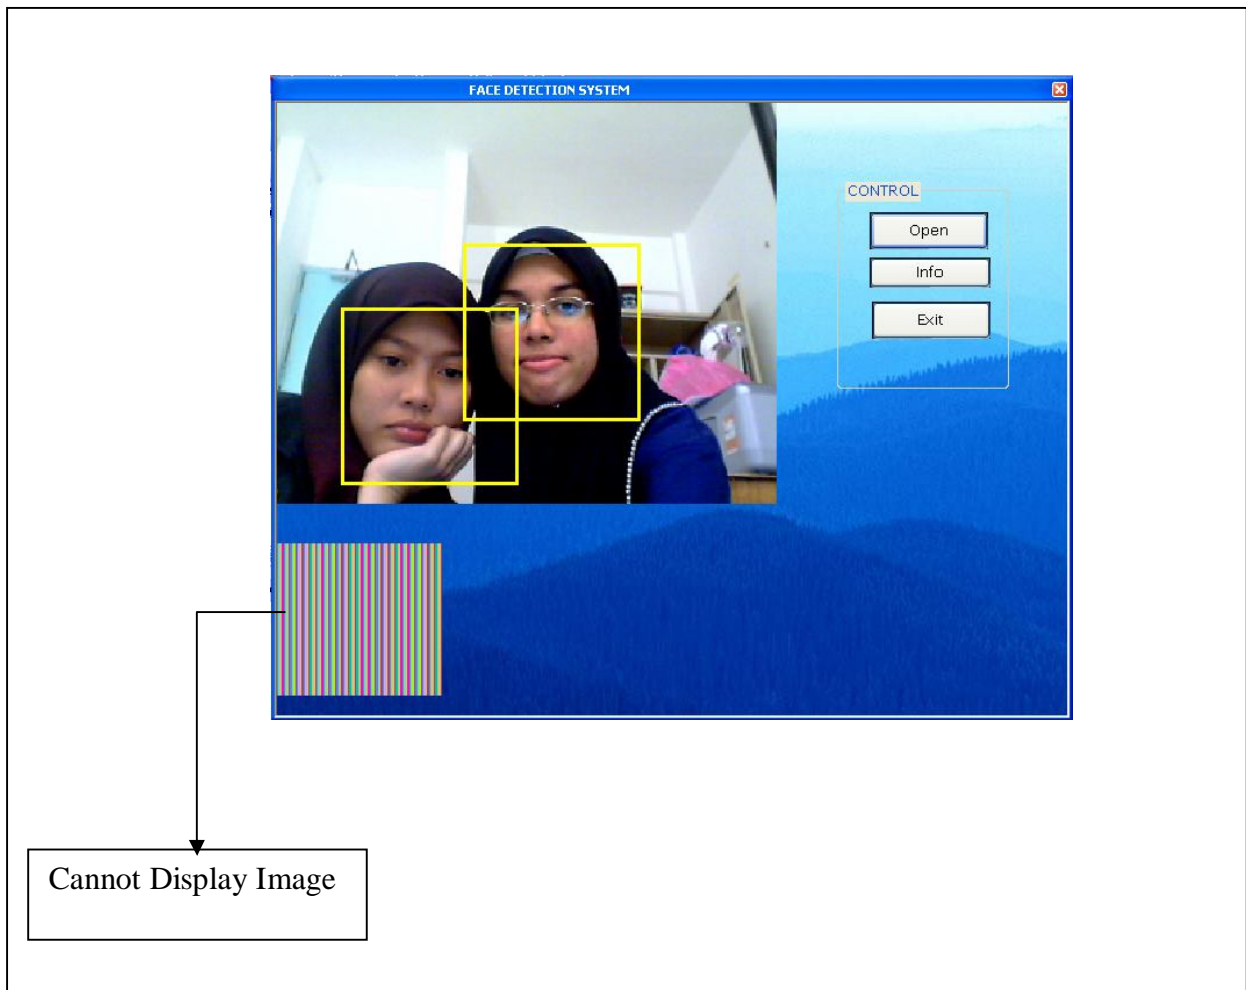 FACE DETECTION SYSTEM
CONTROL
Open
Info
Exit
Cannot Display Image